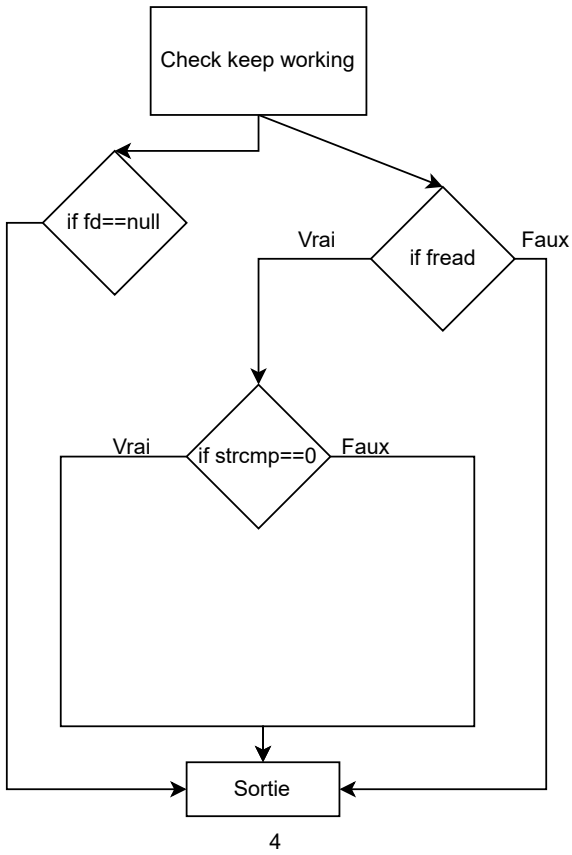 Check keep working
if fd==null
Vrai
if fread
Faux
Vrai
if strcmp==0
Faux
Sortie
4